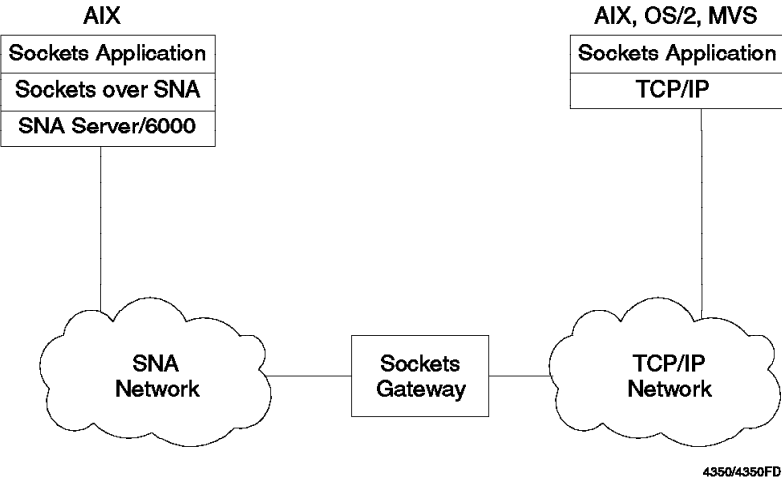 AIX
Sockets Application
Sockets over SNA
SNA Server/6000
AIX, OS/2, MVS
Sockets Application
TCP/IP
SNA
Network
Sockets
Gateway
TCP/IP
Network
4350/4350FD